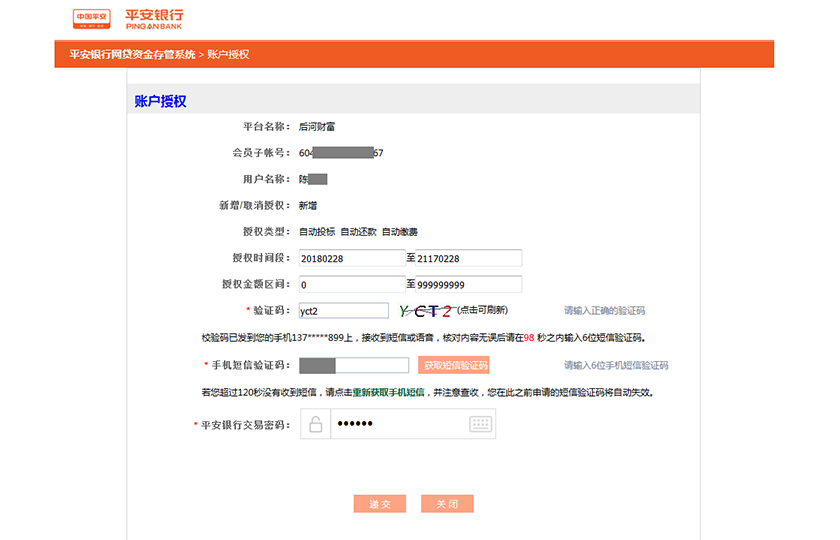 中国平安
平安银行
PING AN BANK
平安银行网贷资金存管系统 > 账户授权
账户授权
平台名称： 后河财富
会员子帐号： 604 67
用户名称： 陈
新增/取消授权： 新增
授权类型： 自动投标 自动还款 自动缴费
授权时间段： 20180228 至 21170228
授权金额区间： 0 至 999999999
* 验证码： yct2 YCT2 (点击可刷新) 请输入正确的验证码
校验码已发到您的手机137*****899上，接收到短信或语音，核对内容无误后请在98 秒之内输入6位短信验证码。
* 手机短信验证码： 获取短信验证码 请输入6位手机短信验证码
若您超过120秒没有收到短信，请点击重新获取手机短信，并注意查收，您在此之前申请的短信验证码将自动失效。
* 平安银行交易密码： ••••••
递 交 关 闭